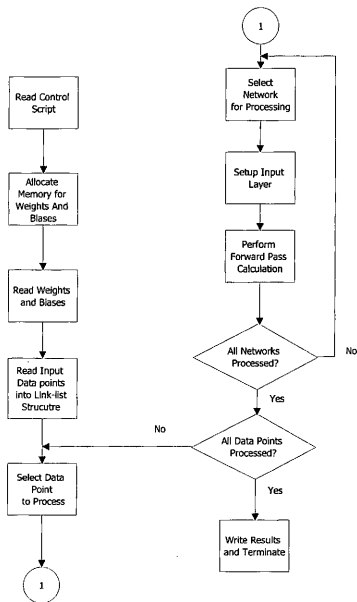 Read Control
Script
Allocate
Memory for
Weights And
Biases
Read Weights
and Biases
Read Input
Data points
into Link-list
Strucutre
Select Data
Point
to Process
1
1
Select
Network
for Processing
Setup Input
Layer
Perform
Forward Pass
Calculation
All Networks
Processed?
No
Yes
All Data Points
Processed?
No
Yes
Write Results
and Terminate